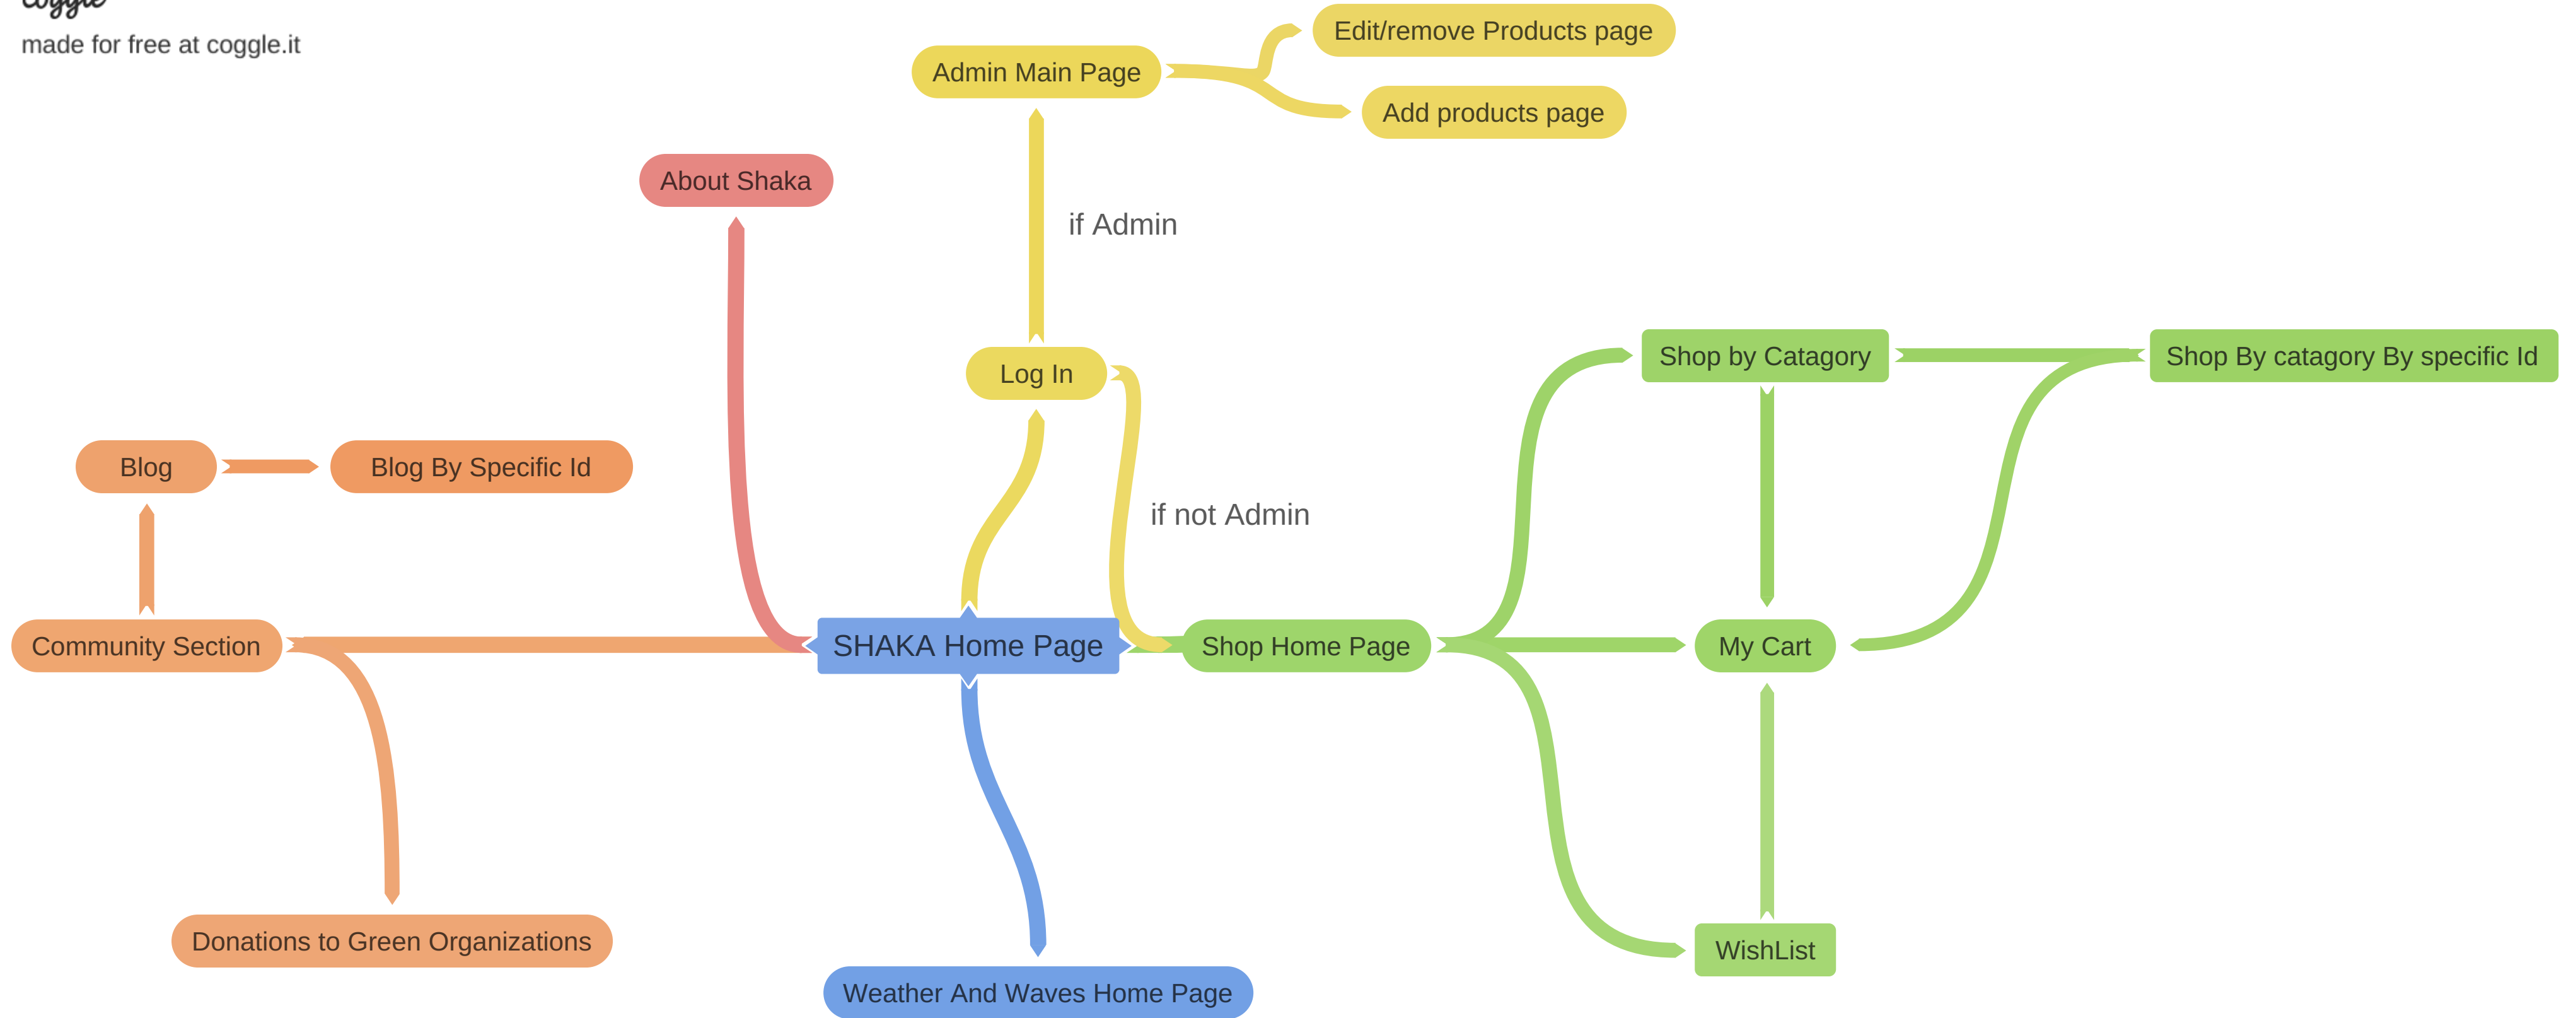 coggle
made for free at coggle.it
Edit/remove Products page
Admin Main Page
Add products page
About Shaka
if Admin
Log In
Shop by Catagory
Shop By catagory By specific Id
Blog
Blog By Specific Id
if not Admin
Community Section
SHAKA Home Page
Shop Home Page
My Cart
Donations to Green Organizations
WishList
Weather And Waves Home Page